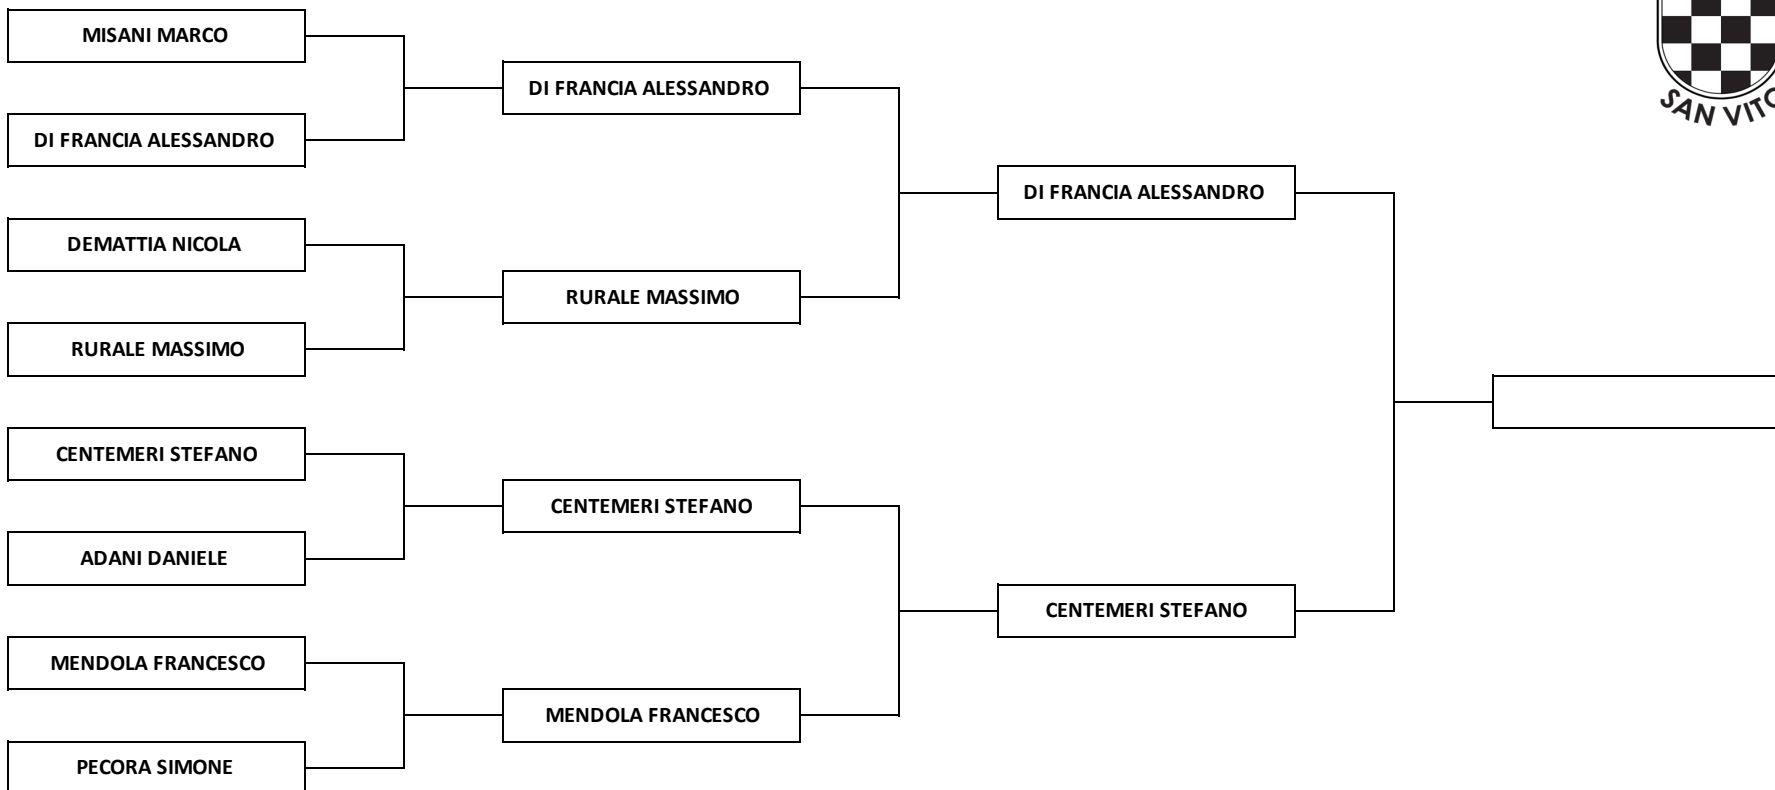 MISANI MARCO
DI FRANCIA ALESSANDRO
DI FRANCIA ALESSANDRO
SAN VITO
DI FRANCIA ALESSANDRO
DEMATTIA NICOLA
RURALE MASSIMO
RURALE MASSIMO
CENTEMERI STEFANO
CENTEMERI STEFANO
ADANI DANIELE
CENTEMERI STEFANO
MENDOLA FRANCESCO
MENDOLA FRANCESCO
PECORA SIMONE